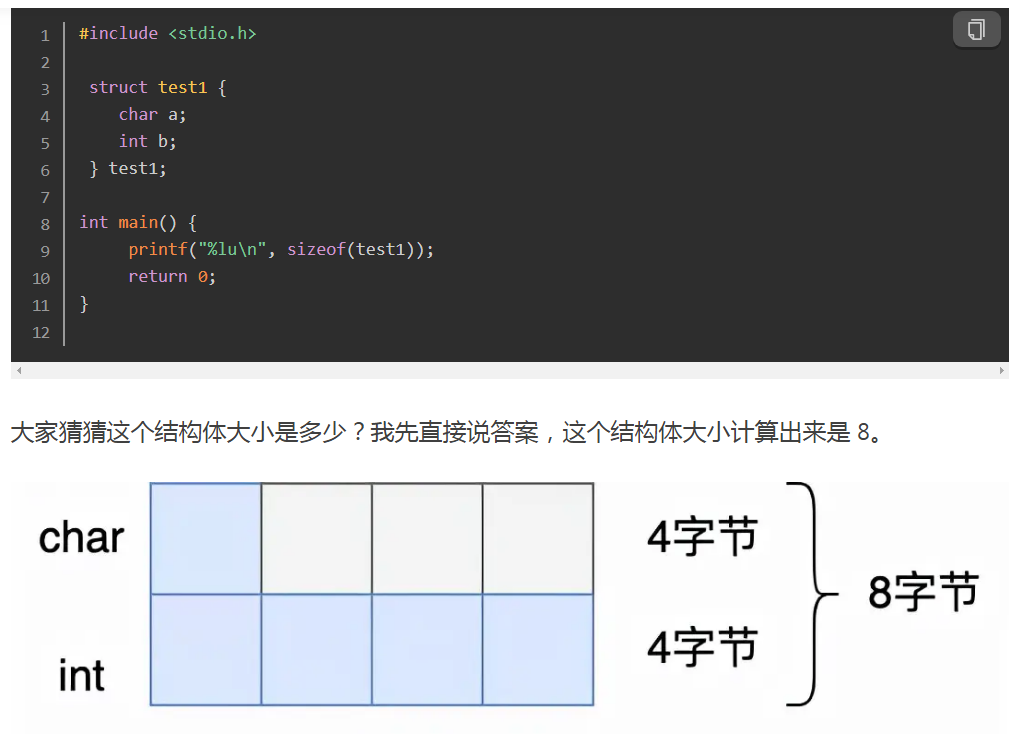 1 #include <stdio.h>
2
3 struct test1 {
4 char a;
5 int b;
6 } test1;
7
8 int main() {
9 printf("%lu\n", sizeof(test1));
10 return 0;
11 }
12
大家猜猜这个结构体大小是多少？我先直接说答案，这个结构体大小计算出来是 8。
char 4字节
8字节
int 4字节